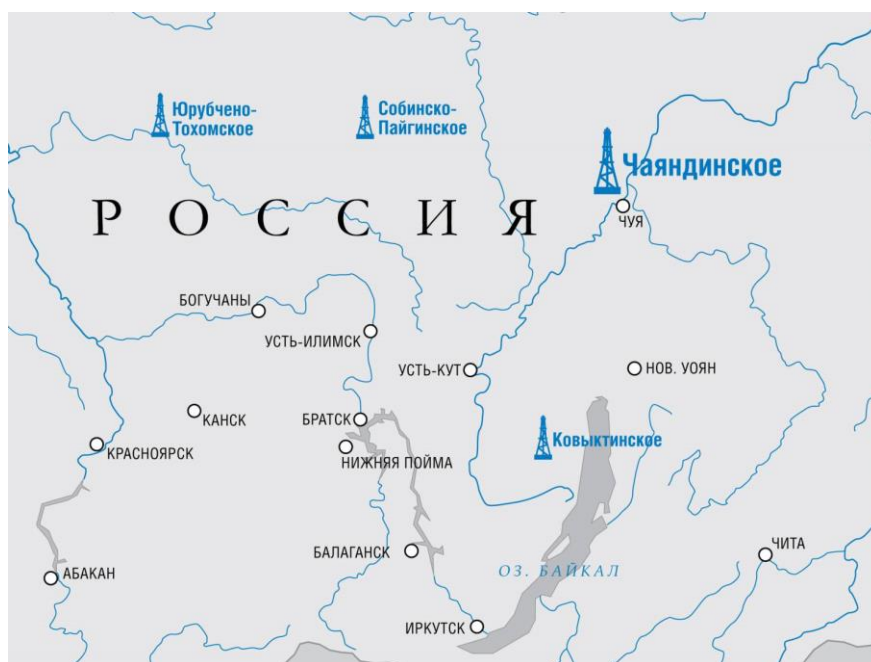 Юрубчено-
Тохомское
Собинско-
Пайгинское
Чаяндинское
РОССИЯ
ЧУЯ
БОГУЧАНЫ
УСТЬ-ИЛИМСК
УСТЬ-КУТ
НОВ. УОЯН
КАНСК
БРАТСК
Ковыктинское
КРАСНОЯРСК
НИЖНЯЯ ПОЙМА
БАЛАГАНСК
ЧИТА
АБАКАН
ОЗ. БАЙКАЛ
ИРКУТСК